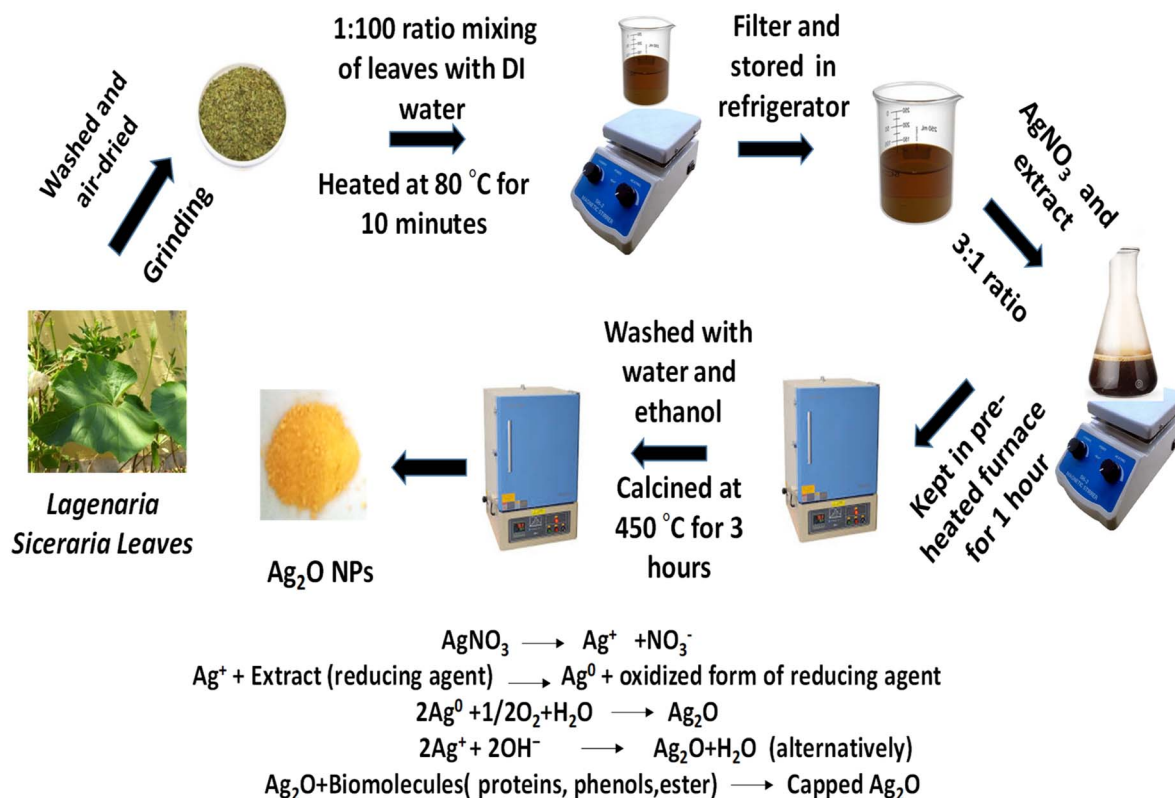 Washed and
air-dried
Grinding
1:100 ratio mixing
of leaves with DI
water
Heated at 80 °C for
10 minutes
Filter and
stored in
refrigerator
AgNO₃ and
extract
3:1 ratio
Kept in pre-
heated furnace
for 1 hour
Washed with
water and
ethanol
Calcined at
450 °C for 3
hours
Ag₂O NPs
Lagenaria
Siceraria Leaves
AgNO₃ ⟶ Ag⁺ +NO₃⁻
Ag⁺ + Extract (reducing agent) ⟶ Ag⁰ + oxidized form of reducing agent
2Ag⁰ +1/2O₂+H₂O ⟶ Ag₂O
2Ag⁺ + 2OH⁻ ⟶ Ag₂O+H₂O (alternatively)
Ag₂O+Biomolecules( proteins, phenols,ester) ⟶ Capped Ag₂O